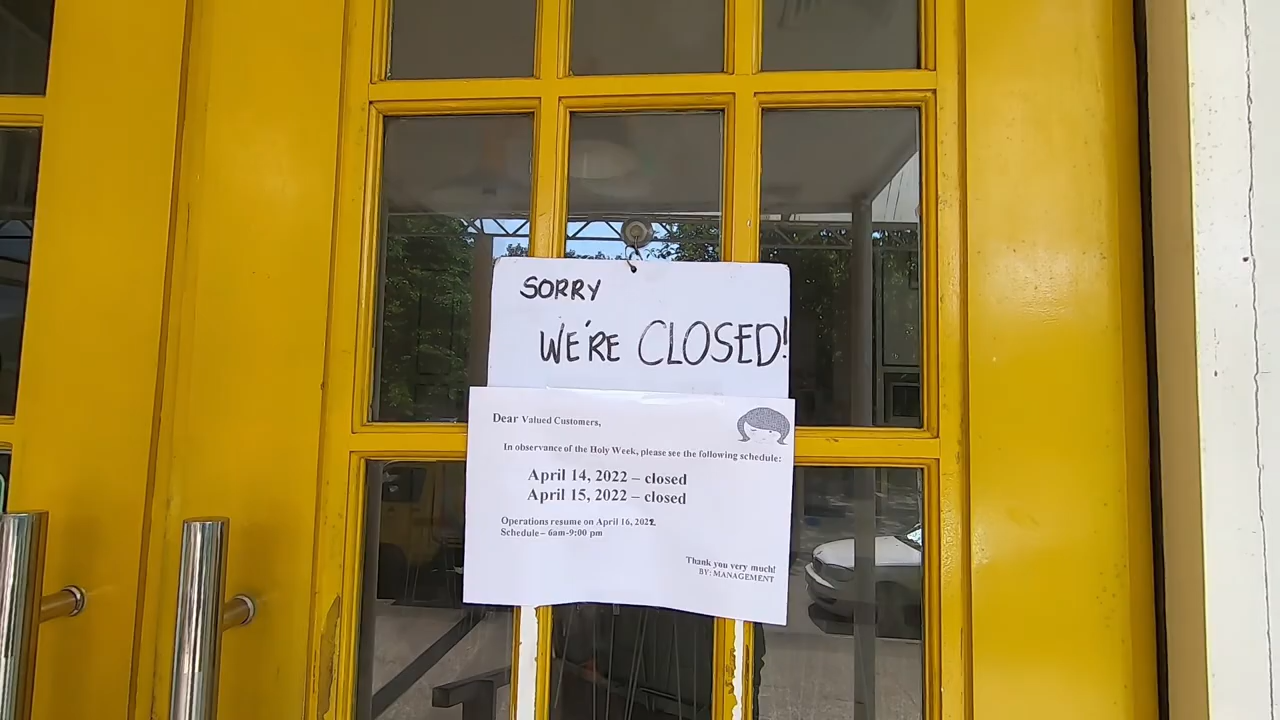 SORRY
WE'RE CLOSED!
Dear Valued Customers,
In observance of the Holy Week, please see the following schedule:
April 14, 2022 – closed
April 15, 2022 – closed
Operations resume on April 16, 2022.
Schedule – 6am-9:00 pm
Thank you very much!
BY: MANAGEMENT